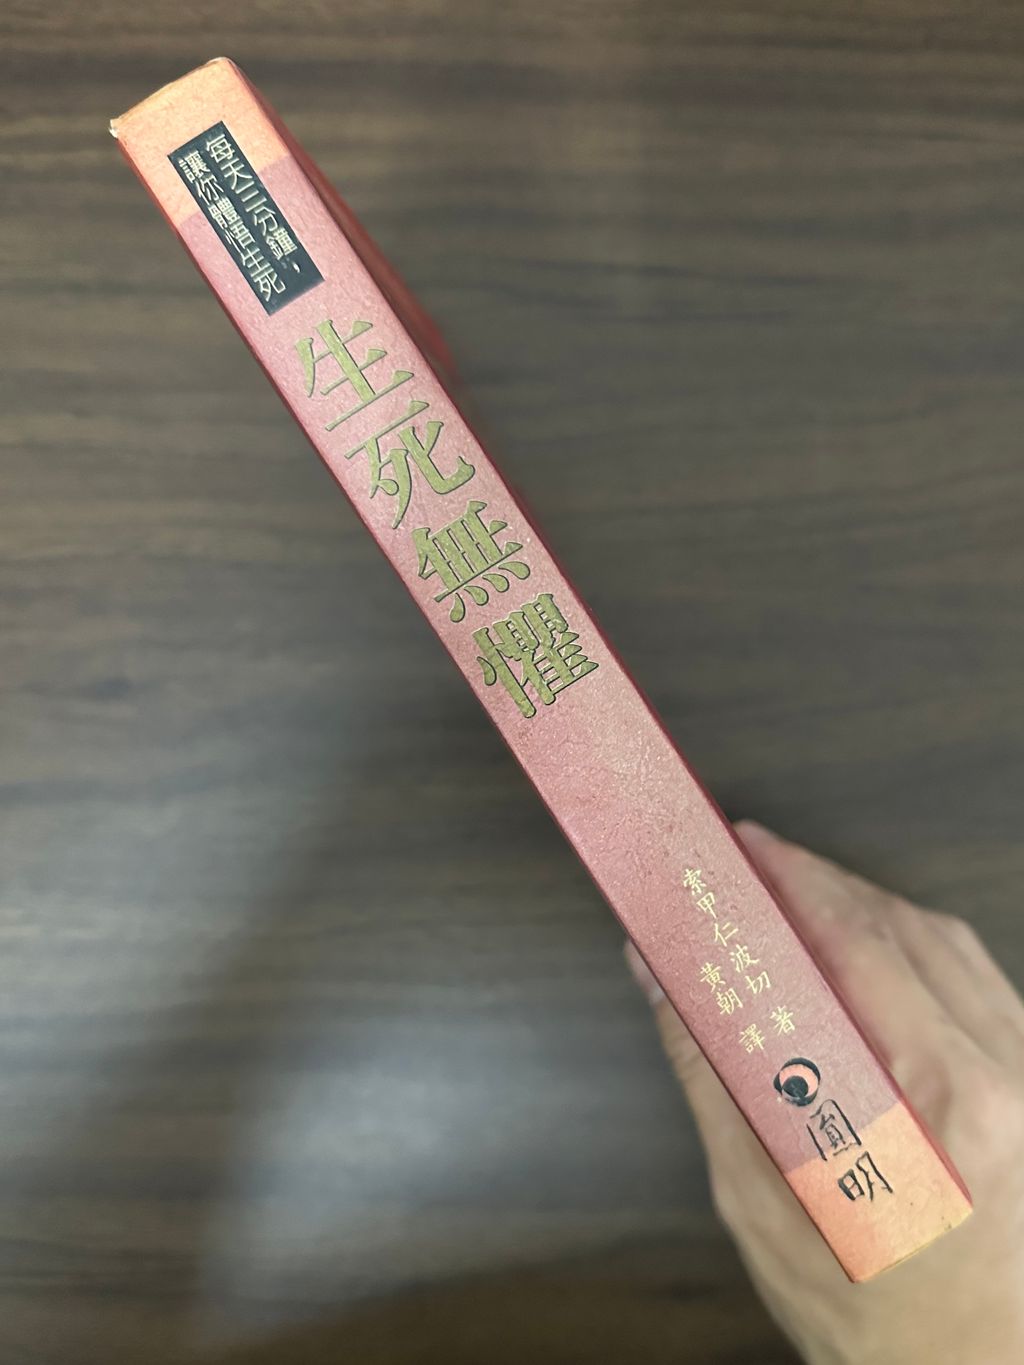 每天三分鐘，
讓你體悟生死
生死無懼
索甲仁波切 著
黃朝 譯
圓明